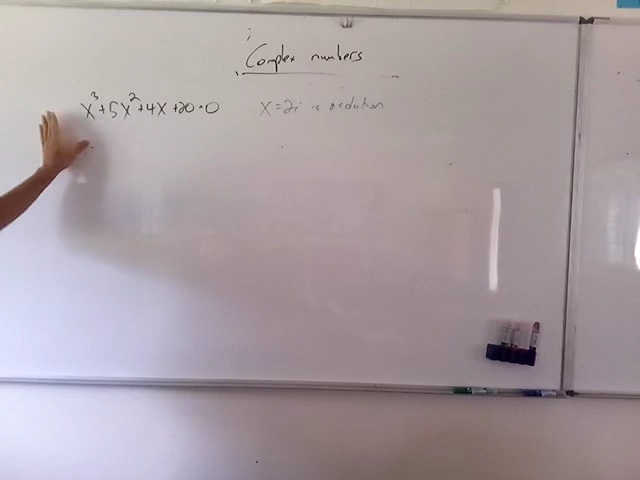 Complex numbers
x³+5x²+4x+20=0 x=2i is a solution